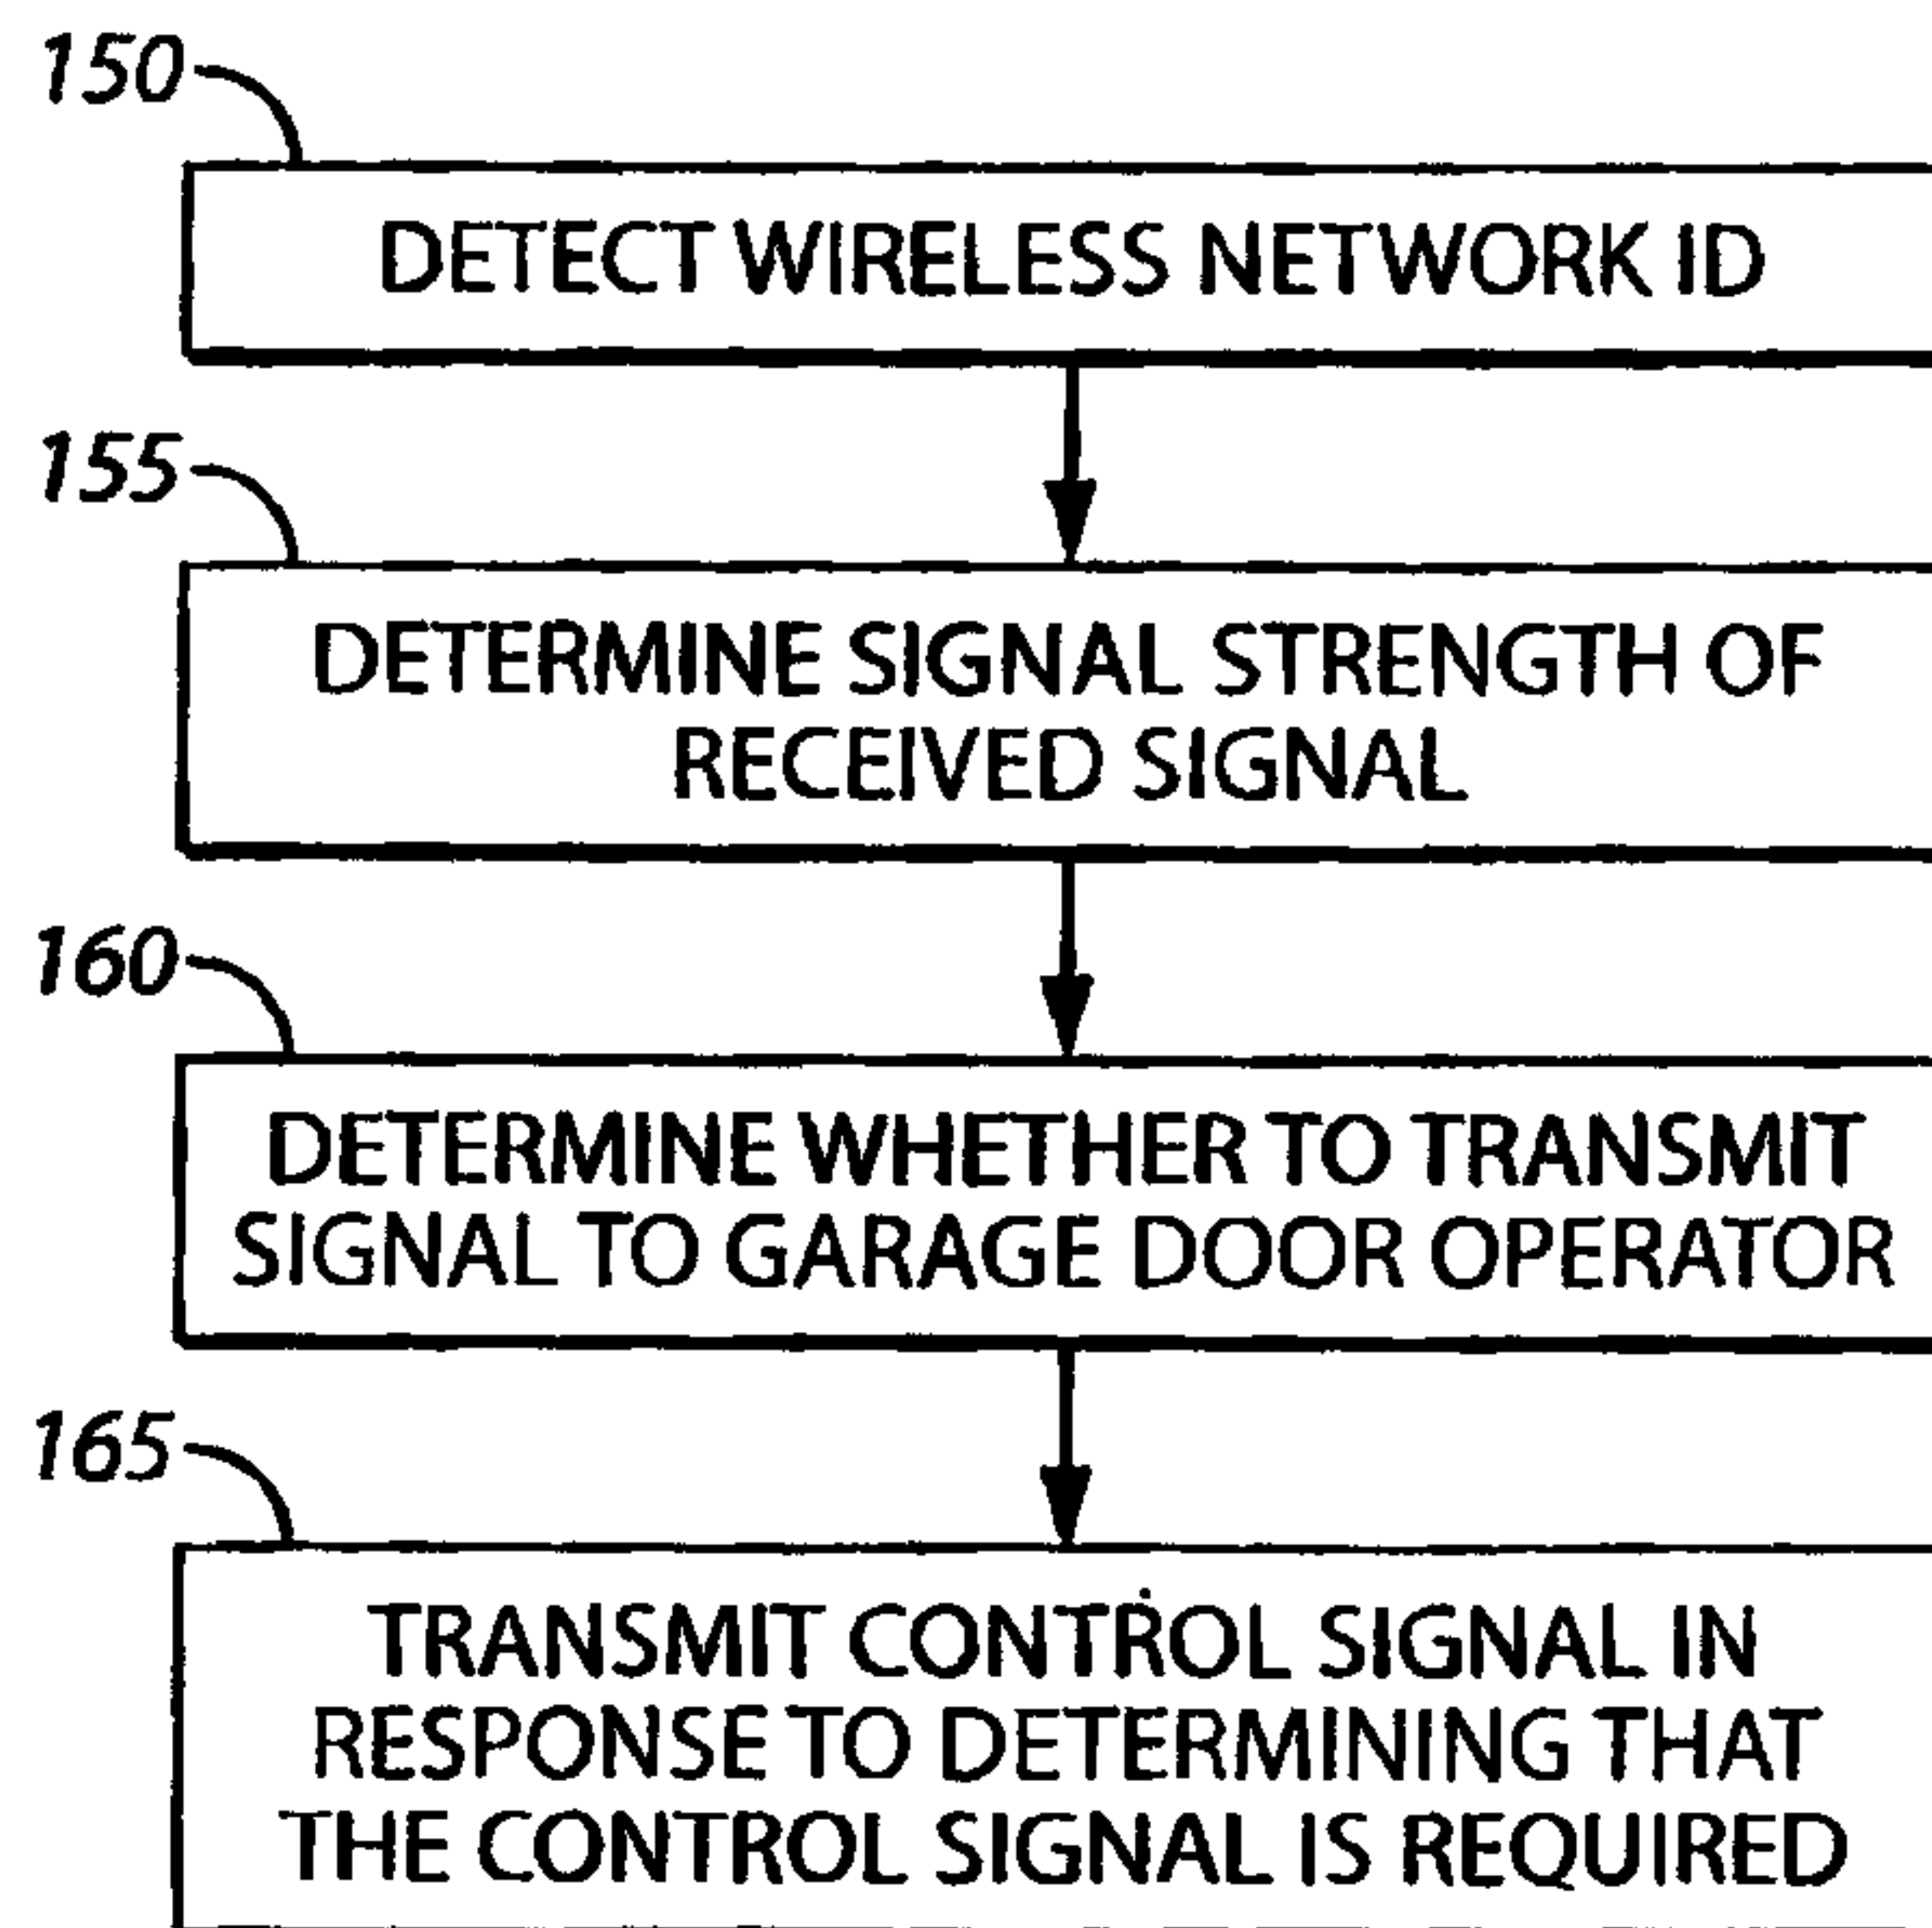 150
DETECT WIRELESS NETWORK ID
155
DETERMINE SIGNAL STRENGTH OF
RECEIVED SIGNAL
160
DETERMINE WHETHER TO TRANSMIT
SIGNAL TO GARAGE DOOR OPERATOR
165
TRANSMIT CONTROL SIGNAL IN
RESPONSE TO DETERMINING THAT
THE CONTROL SIGNAL IS REQUIRED